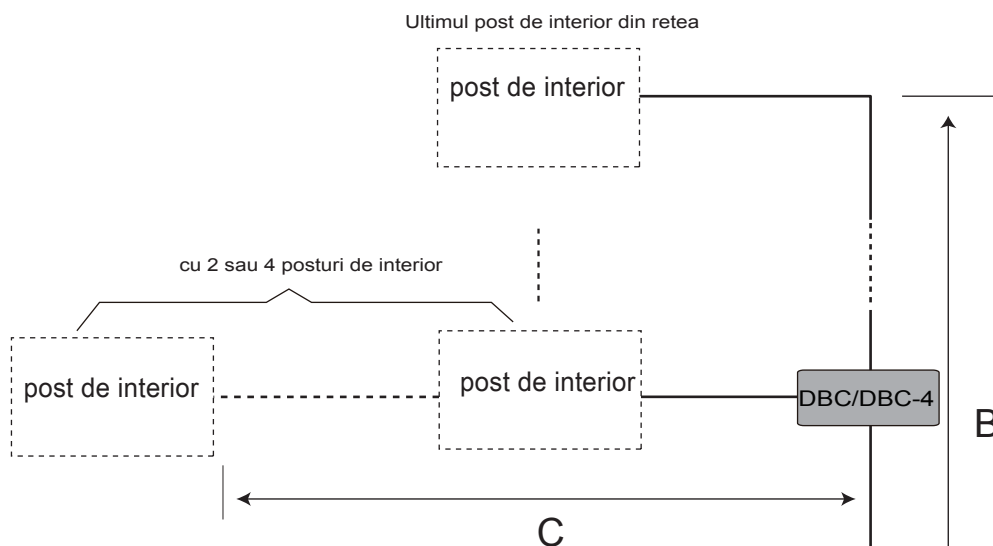 Ultimul post de interior din retea
post de interior
cu 2 sau 4 posturi de interior
post de interior
post de interior
DBC/DBC-4
B
C